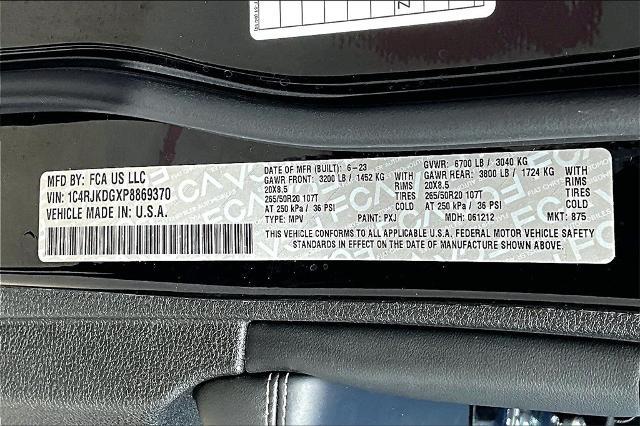 MFD BY: FCA US LLC
VIN: 1C4RJKDGXP8869370
VEHICLE MADE IN U.S.A.
DATE OF MFR (BUILT): 6-23 GVWR: 6700 LB / 3040 KG
GAWR FRONT: 3200 LB / 1452 KG GAWR REAR: 3800 LB / 1724 KG
20X8.5 RIMS 20X8.5 RIMS
265/50R20 107T TIRES 265/50R20 107T TIRES
AT 250 kPa / 36 PSI COLD AT 250 kPa / 36 PSI COLD
TYPE: MPV PAINT: PXJ MDH: 061212 MKT: 875
THIS VEHICLE CONFORMS TO ALL APPLICABLE U.S.A. FEDERAL MOTOR VEHICLE SAFETY
STANDARDS IN EFFECT ON THE DATE OF MANUFACTURE SHOWN ABOVE.